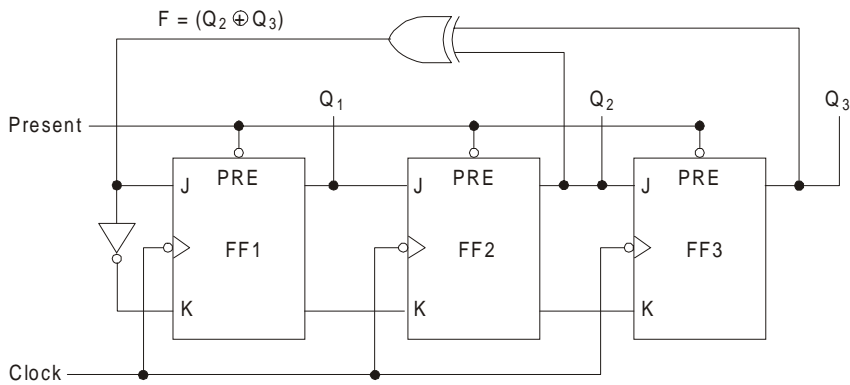 F = (Q₂ ⊕ Q₃)
Q₁
Q₂
Q₃
Present
J
PRE
J
PRE
J
PRE
FF1
FF2
FF3
K
K
K
Clock